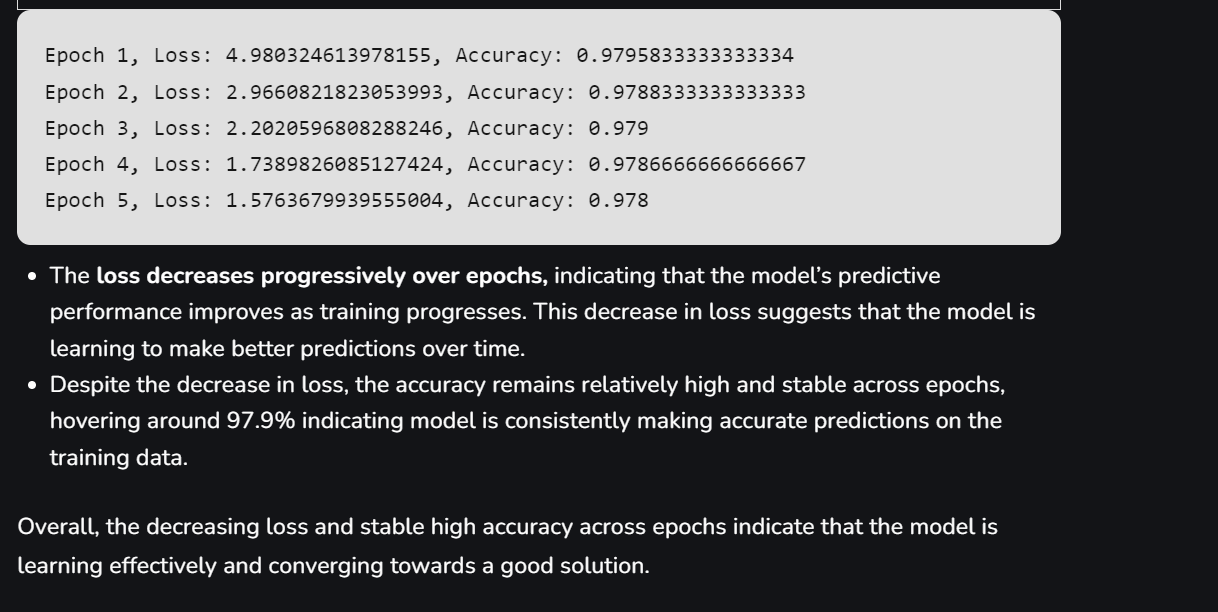 Epoch 1, Loss: 4.980324613978155, Accuracy: 0.9795833333333334
Epoch 2, Loss: 2.9660821823053993, Accuracy: 0.9788333333333333
Epoch 3, Loss: 2.2020596808288246, Accuracy: 0.979
Epoch 4, Loss: 1.7389826085127424, Accuracy: 0.9786666666666667
Epoch 5, Loss: 1.5763679939555004, Accuracy: 0.978
• The loss decreases progressively over epochs, indicating that the model’s predictive
performance improves as training progresses. This decrease in loss suggests that the model is
learning to make better predictions over time.
• Despite the decrease in loss, the accuracy remains relatively high and stable across epochs,
hovering around 97.9% indicating model is consistently making accurate predictions on the
training data.
Overall, the decreasing loss and stable high accuracy across epochs indicate that the model is
learning effectively and converging towards a good solution.